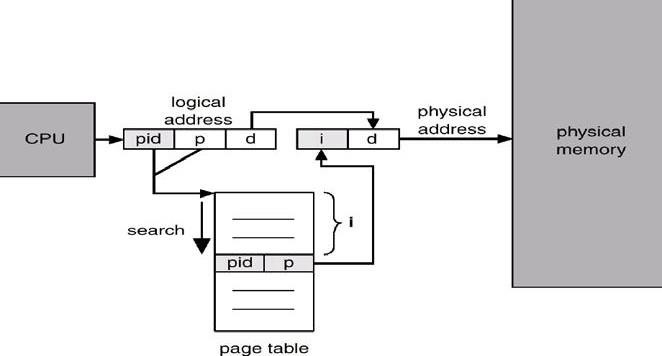 logical
address
physical
address
CPU
pid p d
i d
physical
memory
i
search
pid p
page table